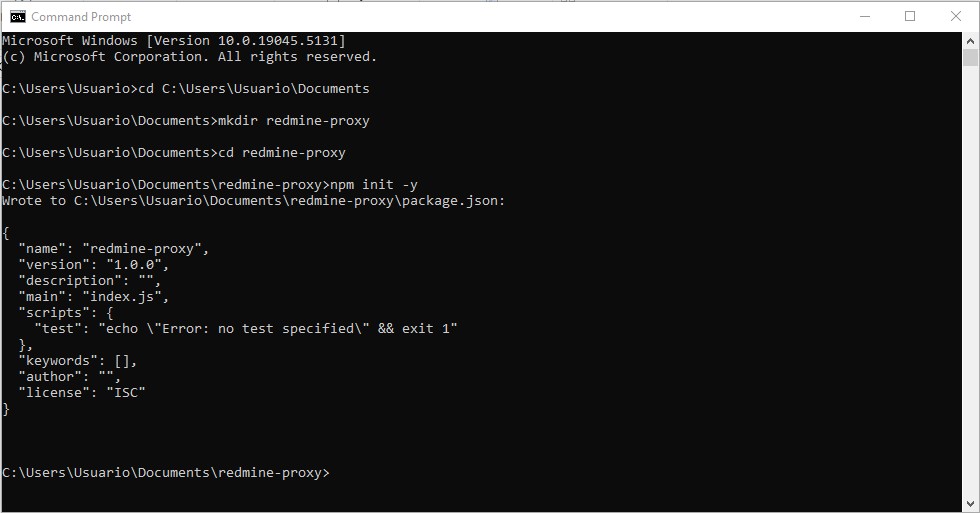 Command Prompt
Microsoft Windows [Version 10.0.19045.5131]
(c) Microsoft Corporation. All rights reserved.
C:\Users\Usuario>cd C:\Users\Usuario\Documents
C:\Users\Usuario\Documents>mkdir redmine-proxy
C:\Users\Usuario\Documents>cd redmine-proxy
C:\Users\Usuario\Documents\redmine-proxy>npm init -y
Wrote to C:\Users\Usuario\Documents\redmine-proxy\package.json:
{
  "name": "redmine-proxy",
  "version": "1.0.0",
  "description": "",
  "main": "index.js",
  "scripts": {
    "test": "echo \"Error: no test specified\" && exit 1"
  },
  "keywords": [],
  "author": "",
  "license": "ISC"
}
C:\Users\Usuario\Documents\redmine-proxy>